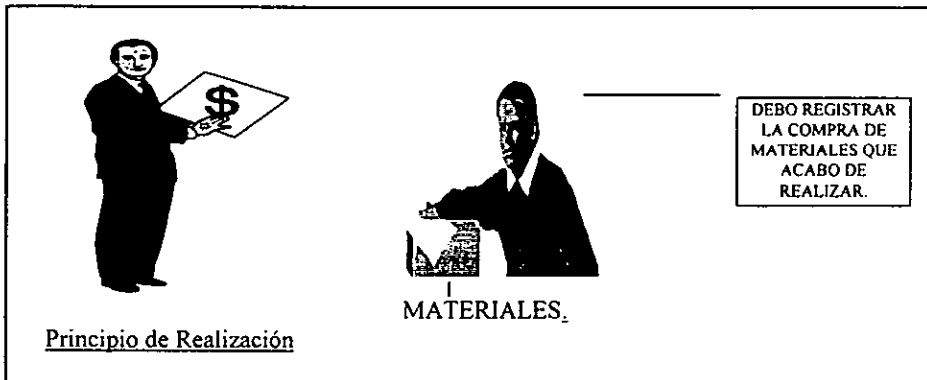 $
DEBO REGISTRAR
LA COMPRA DE
MATERIALES QUE
ACABO DE
REALIZAR.
MATERIALES.
Principio de Realización